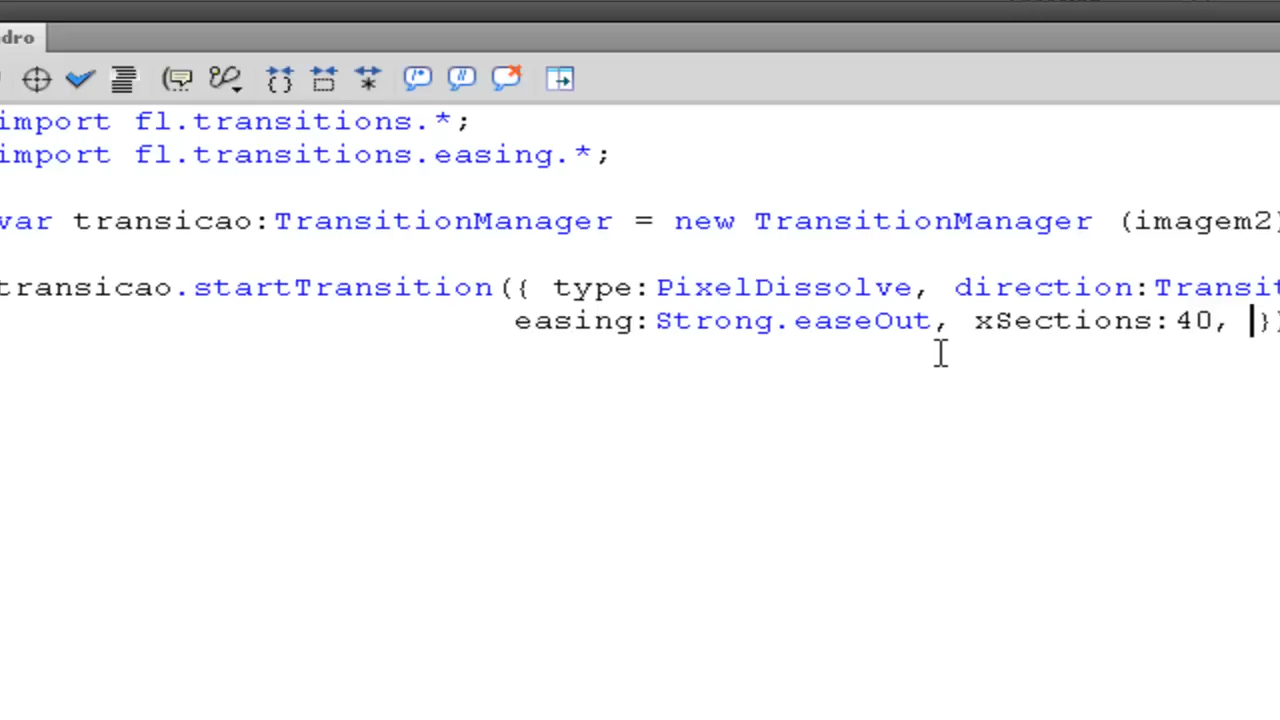 dro
import fl.transitions.*;
import fl.transitions.easing.*;
var transicao:TransitionManager = new TransitionManager (imagem2)
transicao.startTransition({ type:PixelDissolve, direction:Transit
easing:Strong.easeOut, xSections:40, })